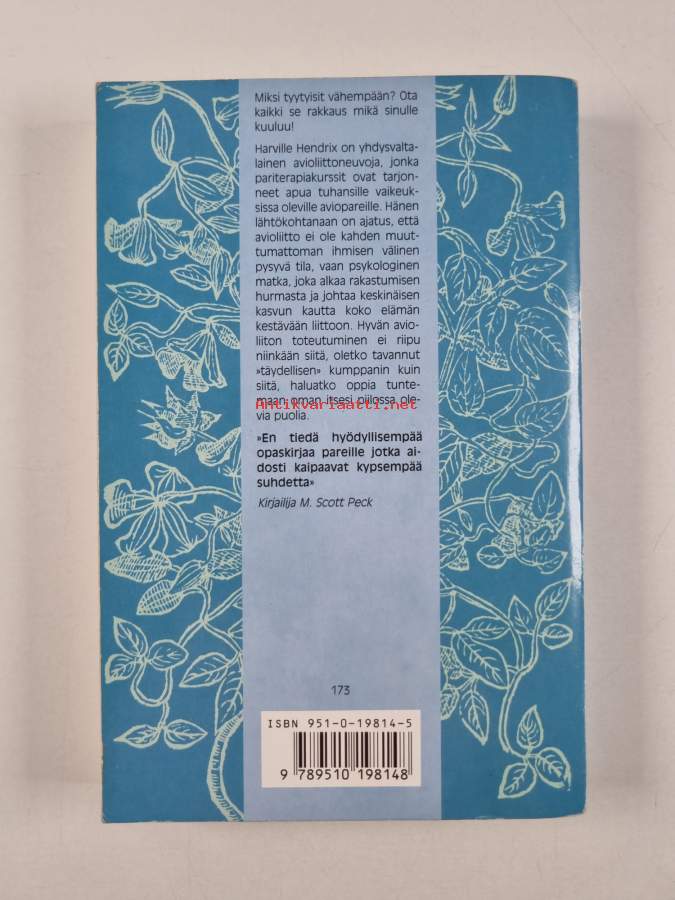 Miksi tyytyisit vähempään? Ota
kaikki se rakkaus mikä sinulle
kuuluu!
Harville Hendrix on yhdysvalta-
lainen avioliittoneuvoja, jonka
pariterapiakurssit ovat tarjon-
neet apua tuhansille vaikeuk-
sissa oleville aviopareille. Hänen
lähtökohtanaan on ajatus, että
avioliitto ei ole kahden muut-
tumattoman ihmisen välinen
pysyvä tila, vaan psykologinen
matka, joka alkaa rakastumisen
hurmasta ja johtaa keskinäisen
kasvun kautta koko elämän
kestävään liittoon. Hyvän avio-
liiton toteutuminen ei riipu
niinkään siitä, oletko tavannut
»täydellisen» kumppanin kuin
siitä, haluatko oppia tunte-
maan oman itsesi piilossa ole-
Antikvariaatti.net
via puolia.
»En tiedä hyödyllisempää
opaskirjaa pareille jotka ai-
dosti kaipaavat kypsempää
suhdetta»
Kirjailija M. Scott Peck
173
ISBN 951-0-19814-5
9 789510 198148